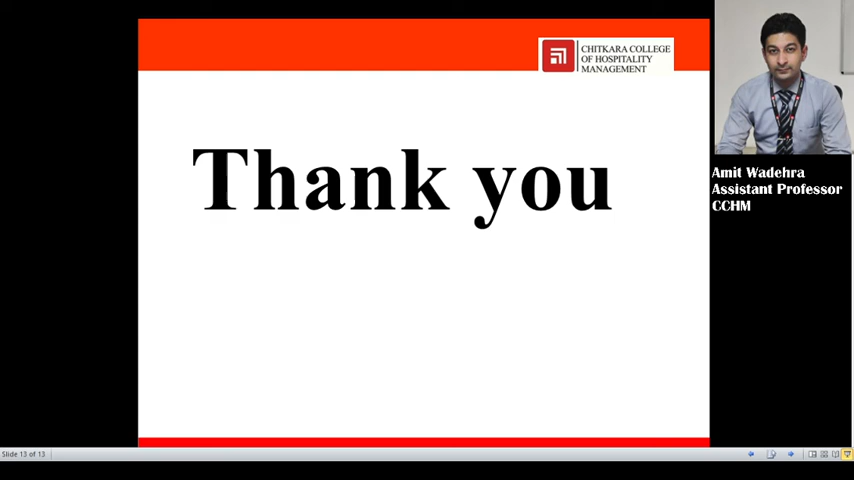 CHITKARA COLLEGE
OF HOSPITALITY
MANAGEMENT
Thank you
Amit Wadehra
Assistant Professor
CCHM
Slide 13 of 13